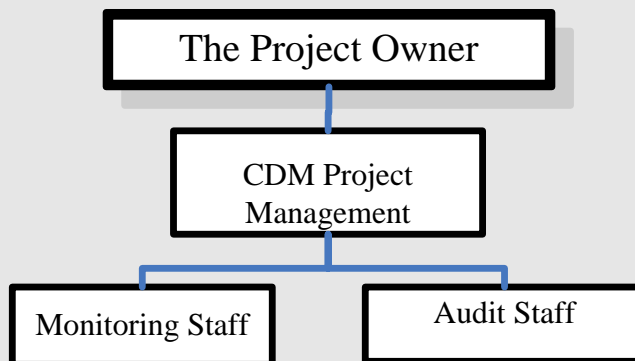 The Project Owner
CDM Project
Management
Monitoring Staff
Audit Staff